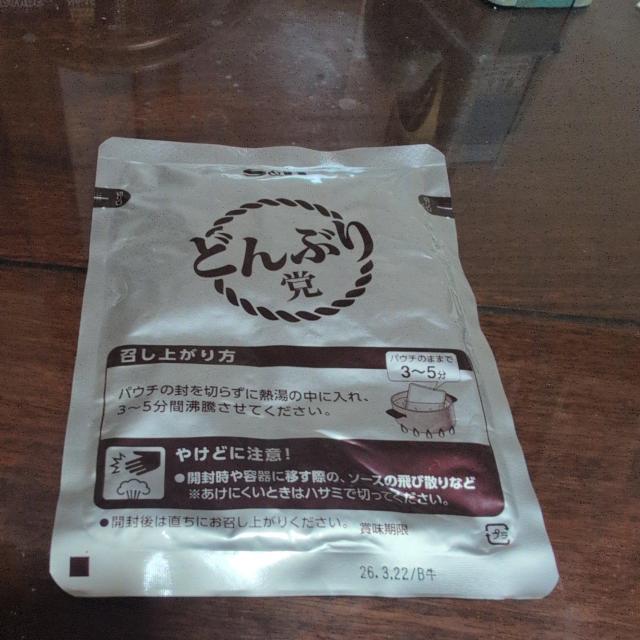 S&B
どんぶり
党
召し上がり方
パウチのままで
3〜5分
パウチの封を切らずに熱湯の中に入れ、
3〜5分間沸騰させてください。
やけどに注意!
●開封時や容器に移す際の、ソースの飛び散りなど
※あけにくいときはハサミで切ってください。
●開封後は直ちにお召し上がりください。 賞味期限
プラ
26.3.22/B牛